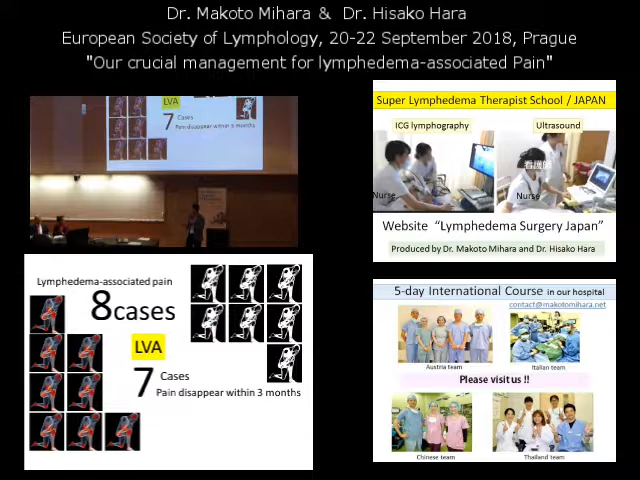 Dr. Makoto Mihara & Dr. Hisako Hara
European Society of Lymphology, 20-22 September 2018, Prague
"Our crucial management for lymphedema-associated Pain"
LVA
7 Cases
Pain disappear within 3 months
Lymphedema-associated pain
8cases
LVA
7 Cases
Pain disappear within 3 months
Super Lymphedema Therapist School / JAPAN
ICG lymphography
Ultrasound
看護師
Nurse
Nurse
Website "Lymphedema Surgery Japan"
Produced by Dr. Makoto Mihara and Dr. Hisako Hara
5-day International Course in our hospital
contact@makotomihara.net
Austria team
Italian team
Please visit us !!
Chinese team
Thailand team